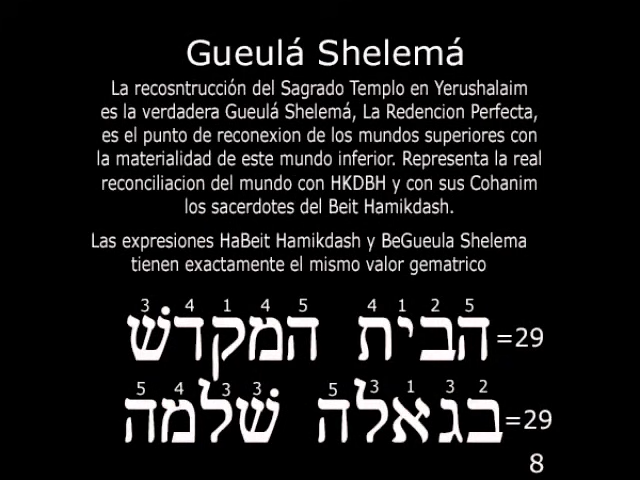 Gueulá Shelemá
La recosntrucción del Sagrado Templo en Yerushalaim
es la verdadera Gueulá Shelemá, La Redencion Perfecta,
es el punto de reconexion de los mundos superiores con
la materialidad de este mundo inferior. Representa la real
reconciliacion del mundo con HKDBH y con sus Cohanim
los sacerdotes del Beit Hamikdash.
Las expresiones HaBeit Hamikdash y BeGueula Shelema
tienen exactamente el mismo valor gematrico
3 4 1 4 5 4 1 2 5
הבית המקדשׁ =29
5 4 3 3 5 3 1 3 2
בגאלה שׁלמה =29
8